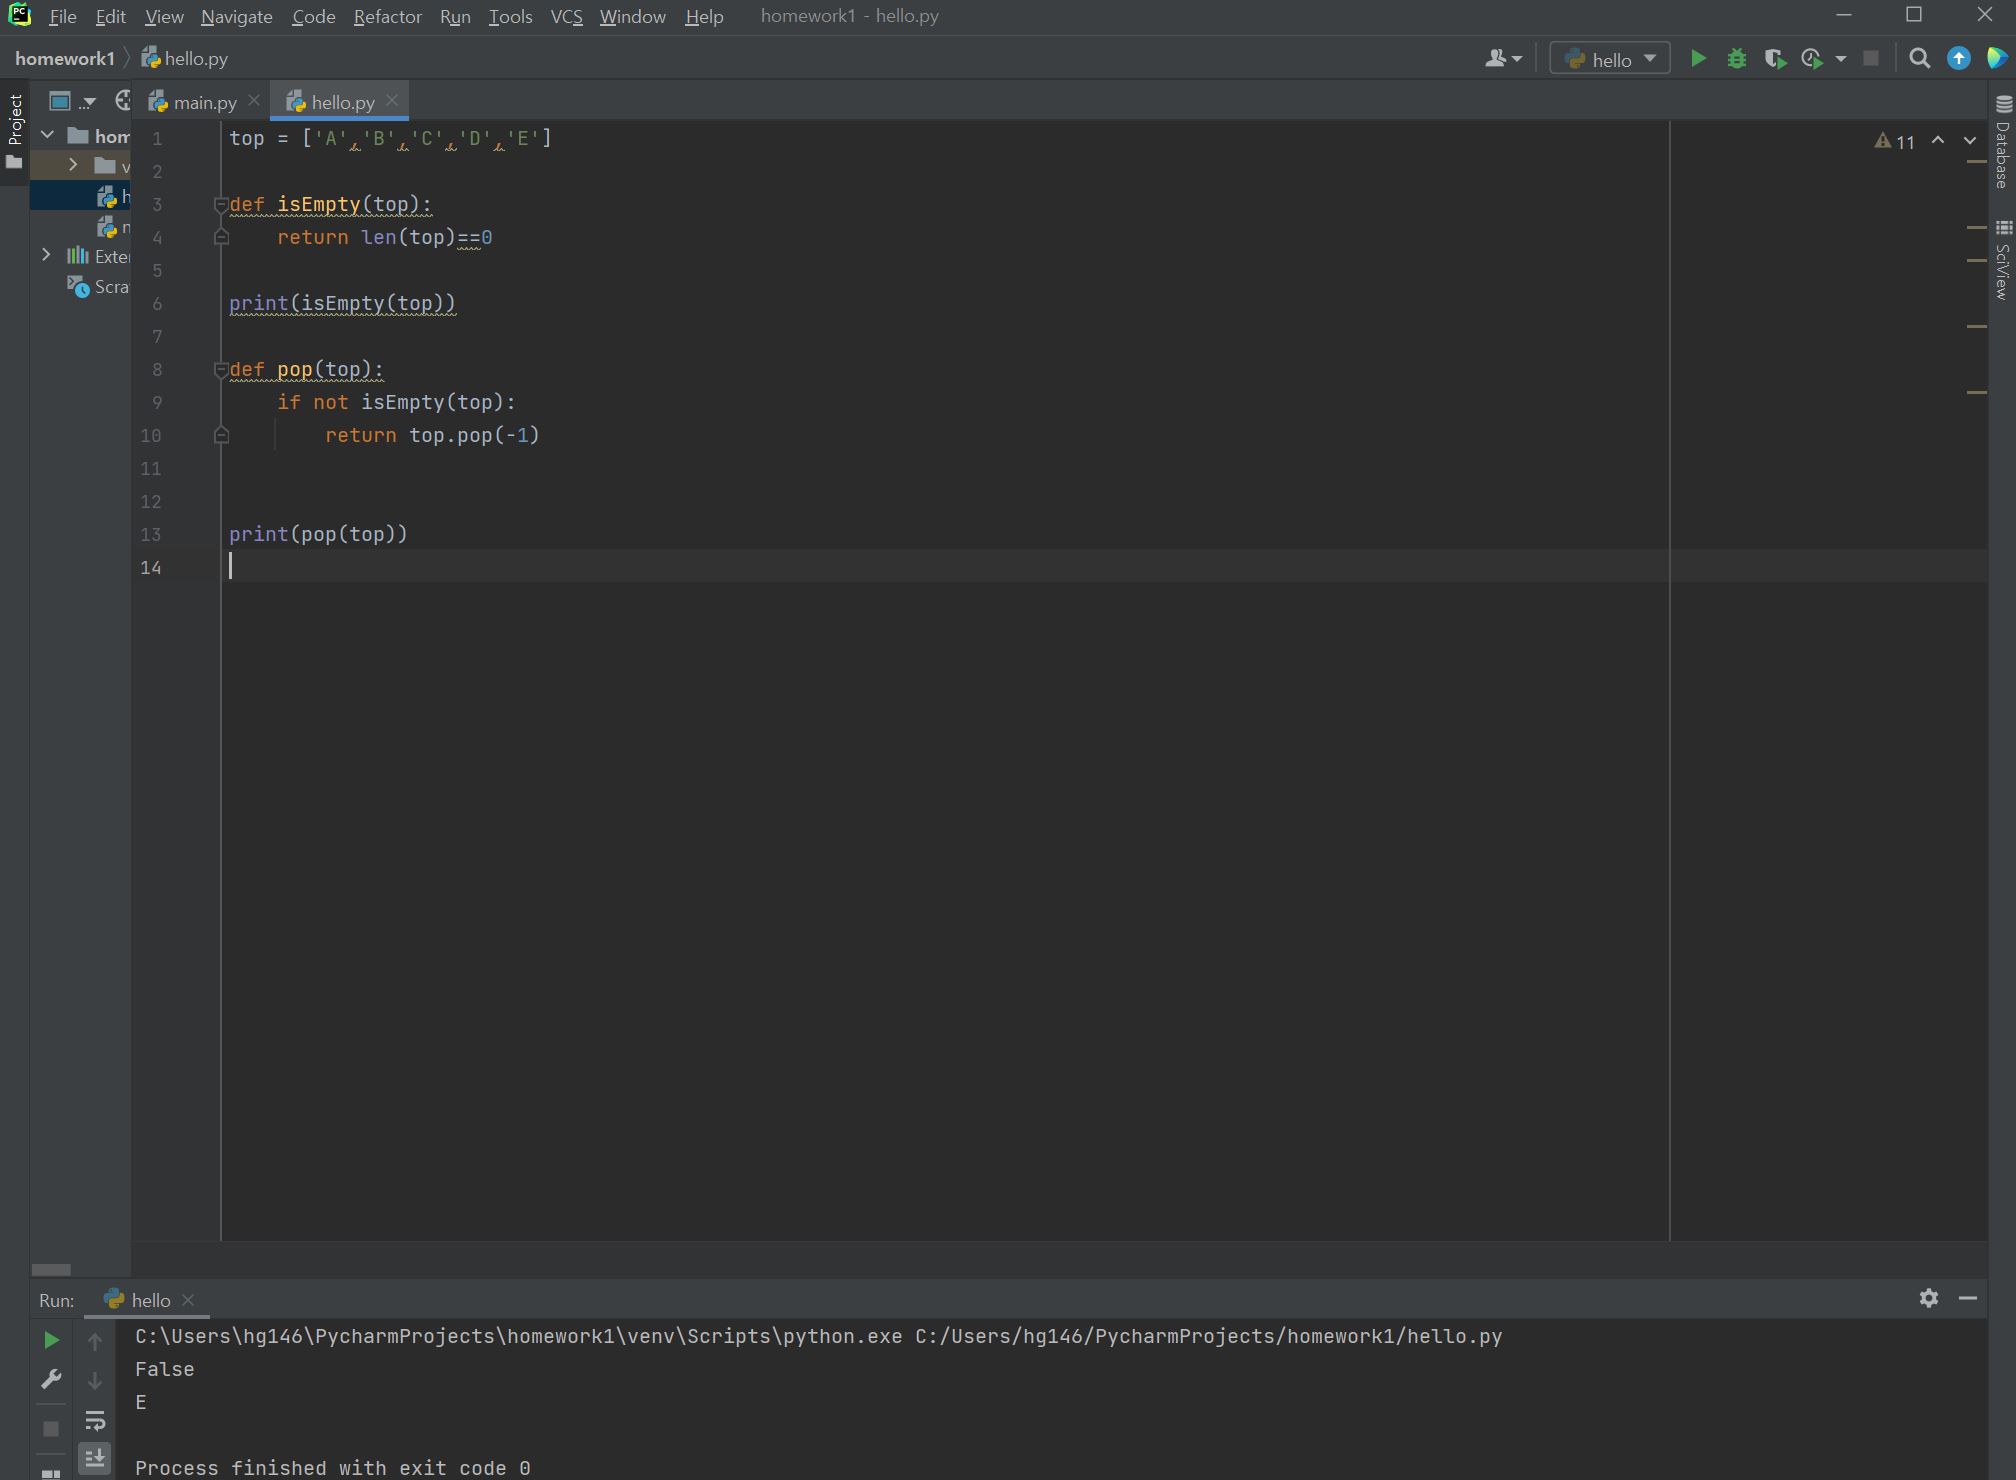 PC
File Edit View Navigate Code Refactor Run Tools VCS Window Help homework1 - hello.py
homework1 hello.py hello
Project
...
main.py hello.py
hom
v
h
Exte
Scra
1 top = ['A','B','C','D','E']
2
3 def isEmpty(top):
4 return len(top)==0
5
6 print(isEmpty(top))
7
8 def pop(top):
9 if not isEmpty(top):
10 return top.pop(-1)
11
12
13 print(pop(top))
14
11
Database
SciView
Run: hello
C:\Users\hg146\PycharmProjects\homework1\venv\Scripts\python.exe C:/Users/hg146/PycharmProjects/homework1/hello.py
False
E
Process finished with exit code 0